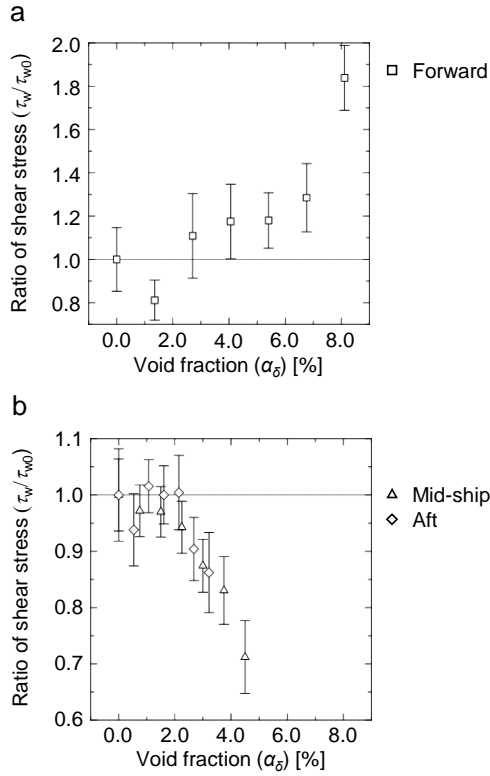 a
Ratio of shear stress (τw/τw0)
2.0
1.8
1.6
1.4
1.2
1.0
0.8
0.0 2.0 4.0 6.0 8.0
Void fraction (αδ) [%]
Forward
b
Ratio of shear stress (τw/τw0)
1.1
1.0
0.9
0.8
0.7
0.6
0.0 2.0 4.0 6.0 8.0
Void fraction (αδ) [%]
Mid-ship
Aft